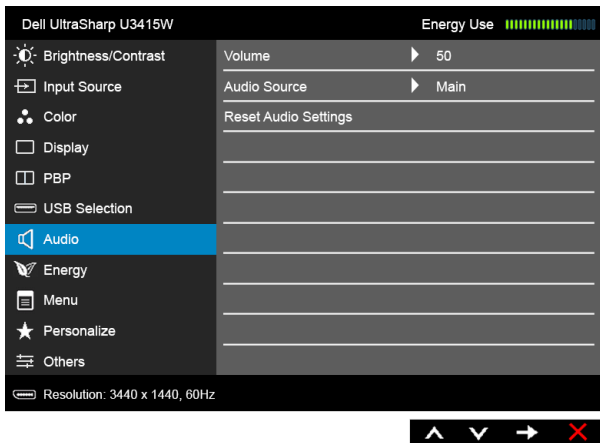 Dell UltraSharp U3415W Energy Use
Brightness/Contrast Volume 50
Input Source Audio Source Main
Color Reset Audio Settings
Display
PBP
USB Selection
Audio
Energy
Menu
Personalize
Others
Resolution: 3440 x 1440, 60Hz